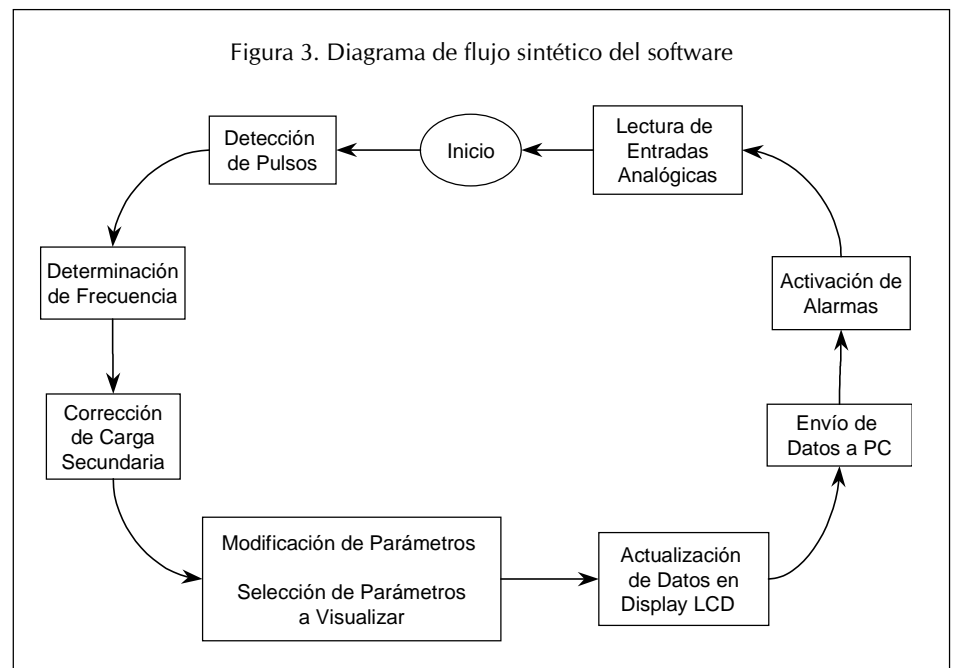 Figura 3. Diagrama de flujo sintético del software
Detección
de Pulsos
Inicio
Lectura de
Entradas
Analógicas
Determinación
de Frecuencia
Activación de
Alarmas
Corrección
de Carga
Secundaria
Envío de
Datos a PC
Modificación de Parámetros
Selección de Parámetros
a Visualizar
Actualización
de Datos en
Display LCD